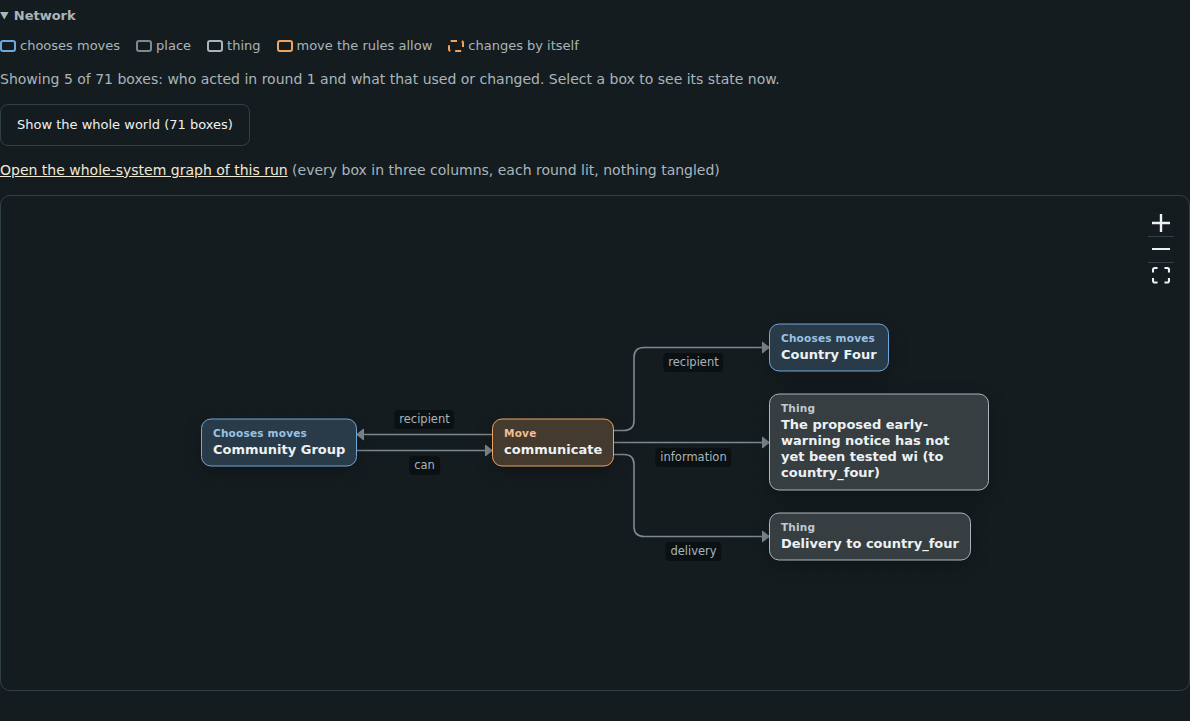 ▼ Network
chooses moves place thing move the rules allow changes by itself
Showing 5 of 71 boxes: who acted in round 1 and what that used or changed. Select a box to see its state now.
Show the whole world (71 boxes)
Open the whole-system graph of this run (every box in three columns, each round lit, nothing tangled)
Chooses moves
Country Four
recipient
Thing
The proposed early-
warning notice has not
yet been tested wi (to
country_four)
recipient
Chooses moves
Community Group
Move
communicate
information
can
Thing
Delivery to country_four
delivery